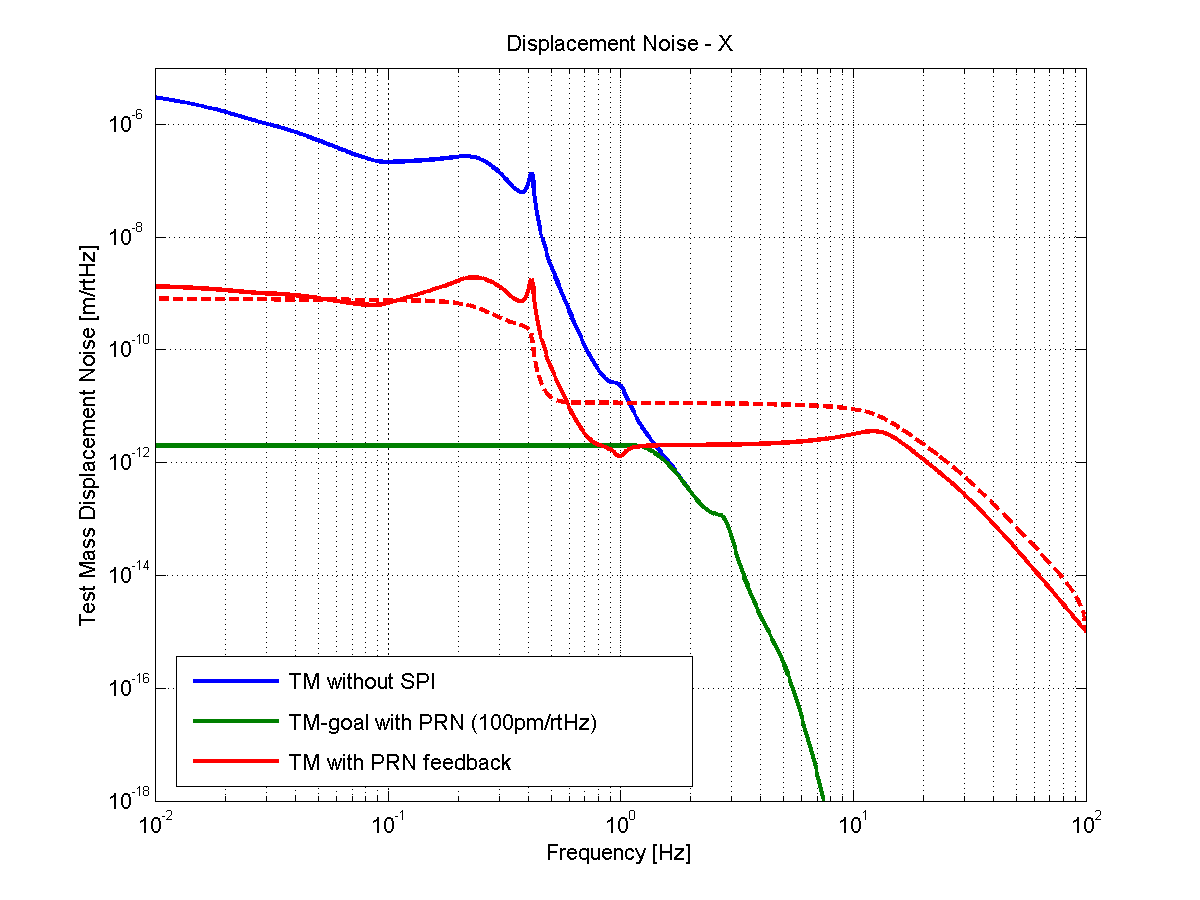 Displacement Noise - X
Test Mass Displacement Noise [m/rtHz]
10^-6
10^-8
10^-10
10^-12
10^-14
10^-16
10^-18
TM without SPI
TM-goal with PRN (100pm/rtHz)
TM with PRN feedback
10^-2 10^-1 10^0 10^1 10^2
Frequency [Hz]